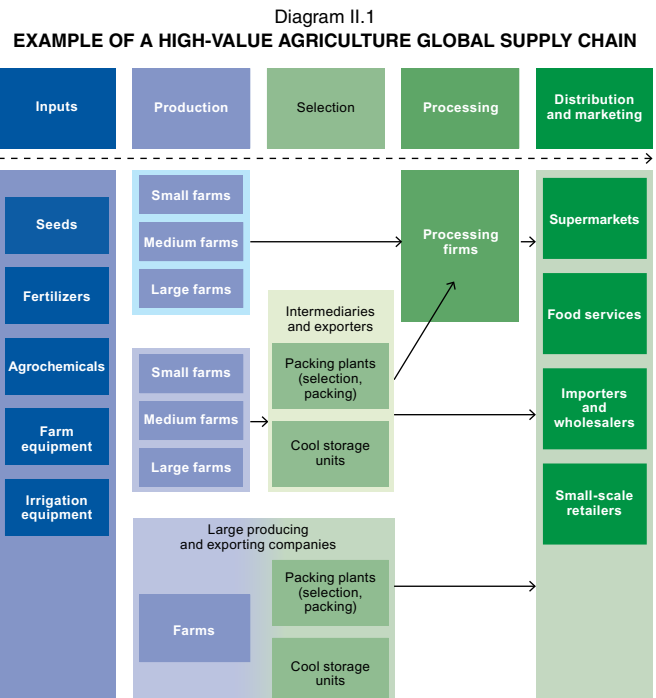 Diagram II.1
EXAMPLE OF A HIGH-VALUE AGRICULTURE GLOBAL SUPPLY CHAIN
Inputs
Production
Selection
Processing
Distribution
and marketing
Seeds
Fertilizers
Agrochemicals
Farm
equipment
Irrigation
equipment
Small farms
Medium farms
Large farms
Small farms
Medium farms
Large farms
Intermediaries
and exporters
Packing plants
(selection,
packing)
Cool storage
units
Large producing
and exporting companies
Farms
Packing plants
(selection,
packing)
Cool storage
units
Processing
firms
Supermarkets
Food services
Importers
and
wholesalers
Small-scale
retailers